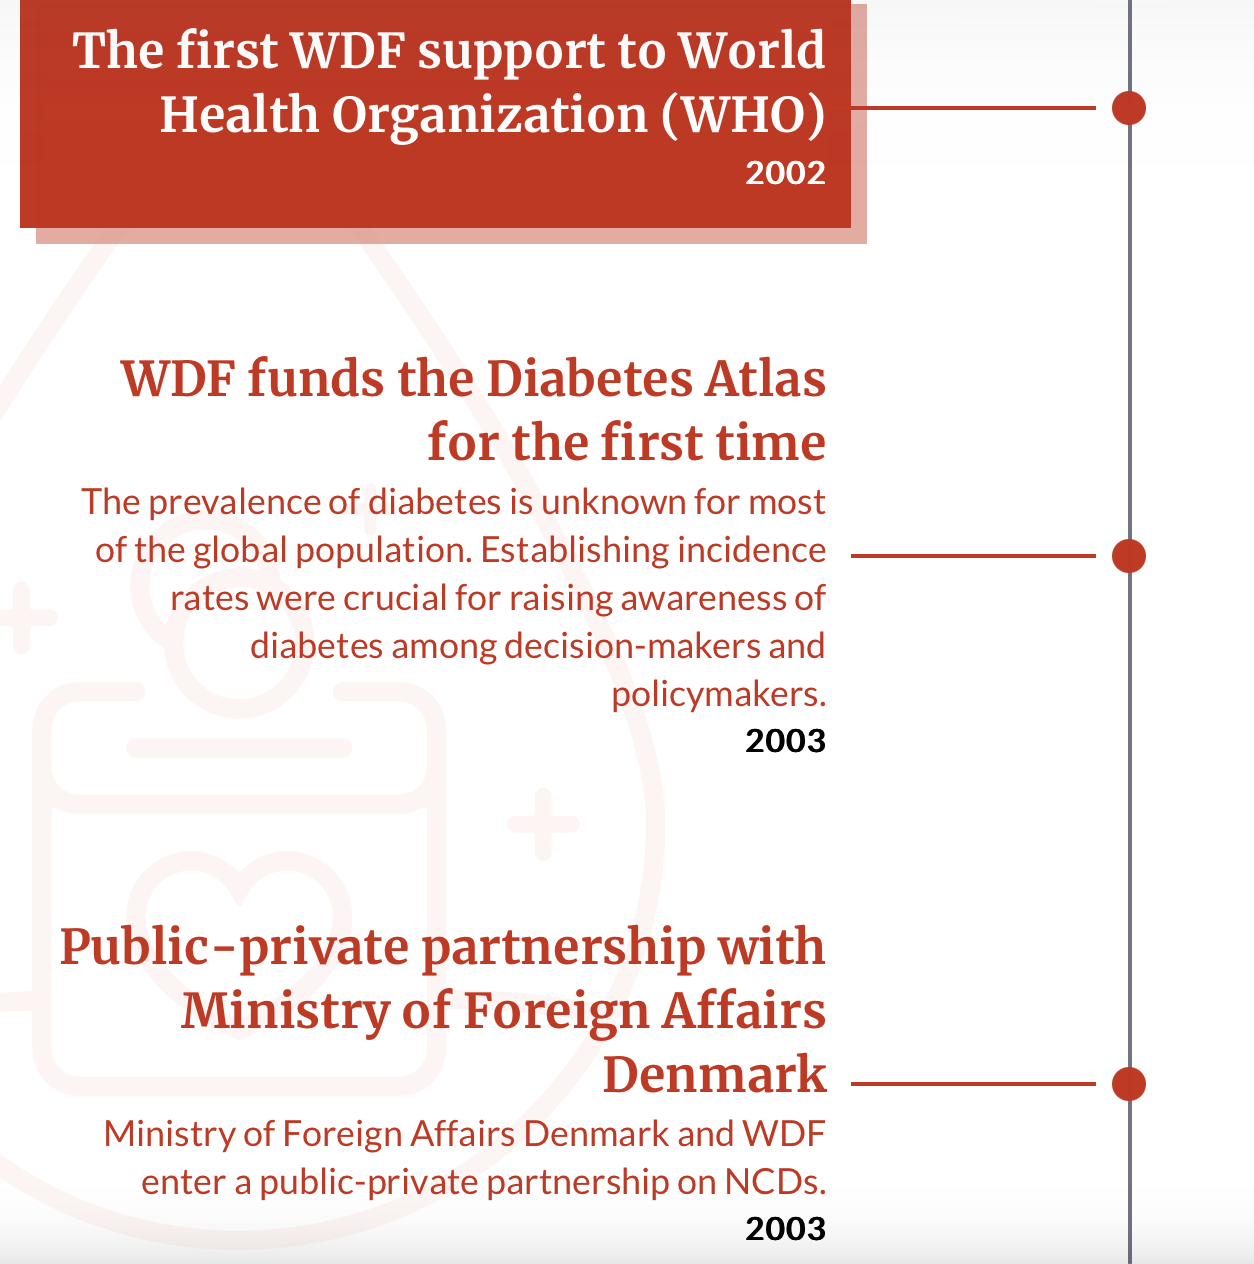 The first WDF support to World
Health Organization (WHO)
2002
WDF funds the Diabetes Atlas
for the first time
The prevalence of diabetes is unknown for most
of the global population. Establishing incidence
rates were crucial for raising awareness of
diabetes among decision-makers and
policymakers.
2003
Public-private partnership with
Ministry of Foreign Affairs
Denmark
Ministry of Foreign Affairs Denmark and WDF
enter a public-private partnership on NCDs.
2003